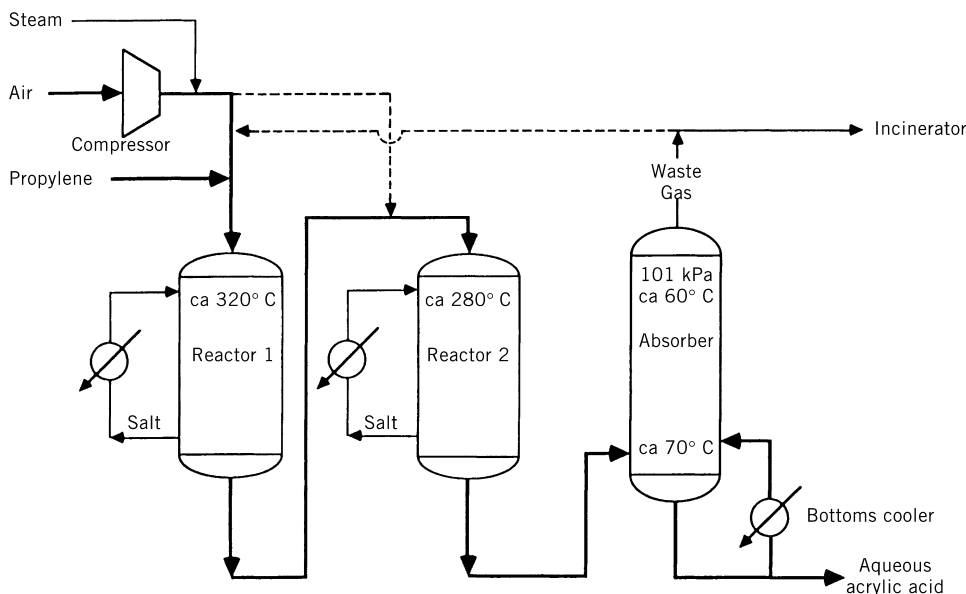 Steam
Air
Compressor
Incinerator
Propylene
Waste
Gas
ca 320° C
Reactor 1
Salt
ca 280° C
Reactor 2
Salt
101 kPa
ca 60° C
Absorber
ca 70° C
Bottoms cooler
Aqueous
acrylic acid